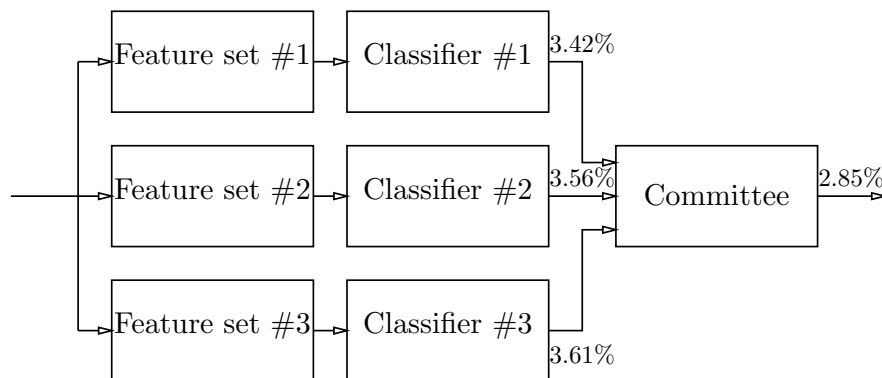 Feature set #1
Classifier #1
3.42%
Feature set #2
Classifier #2
3.56%
Committee
2.85%
Feature set #3
Classifier #3
3.61%